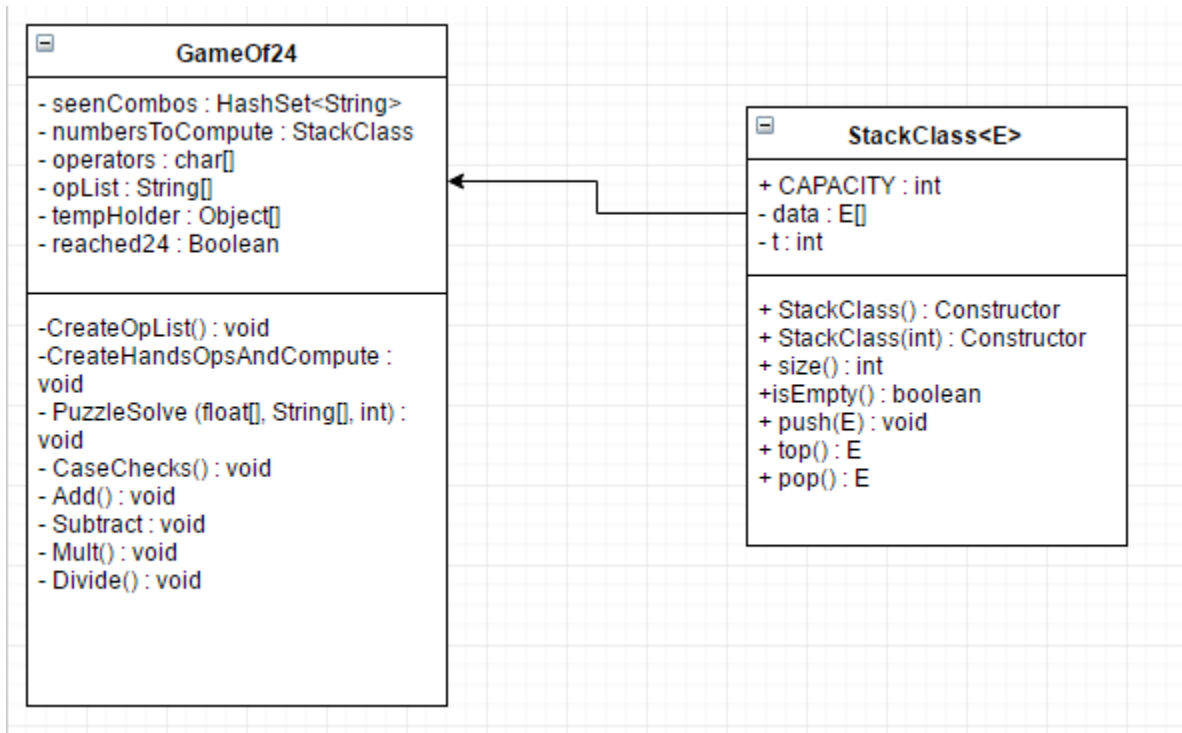 GameOf24
- seenCombos : HashSet<String>
- numbersToCompute : StackClass
- operators : char[]
- opList : String[]
- tempHolder : Object[]
- reached24 : Boolean
-CreateOpList() : void
-CreateHandsOpsAndCompute :
void
- PuzzleSolve (float[], String[], int) :
void
- CaseChecks() : void
- Add() : void
- Subtract : void
- Mult() : void
- Divide() : void
StackClass<E>
+ CAPACITY : int
- data : E[]
- t : int
+ StackClass() : Constructor
+ StackClass(int) : Constructor
+ size() : int
+isEmpty() : boolean
+ push(E) : void
+ top() : E
+ pop() : E